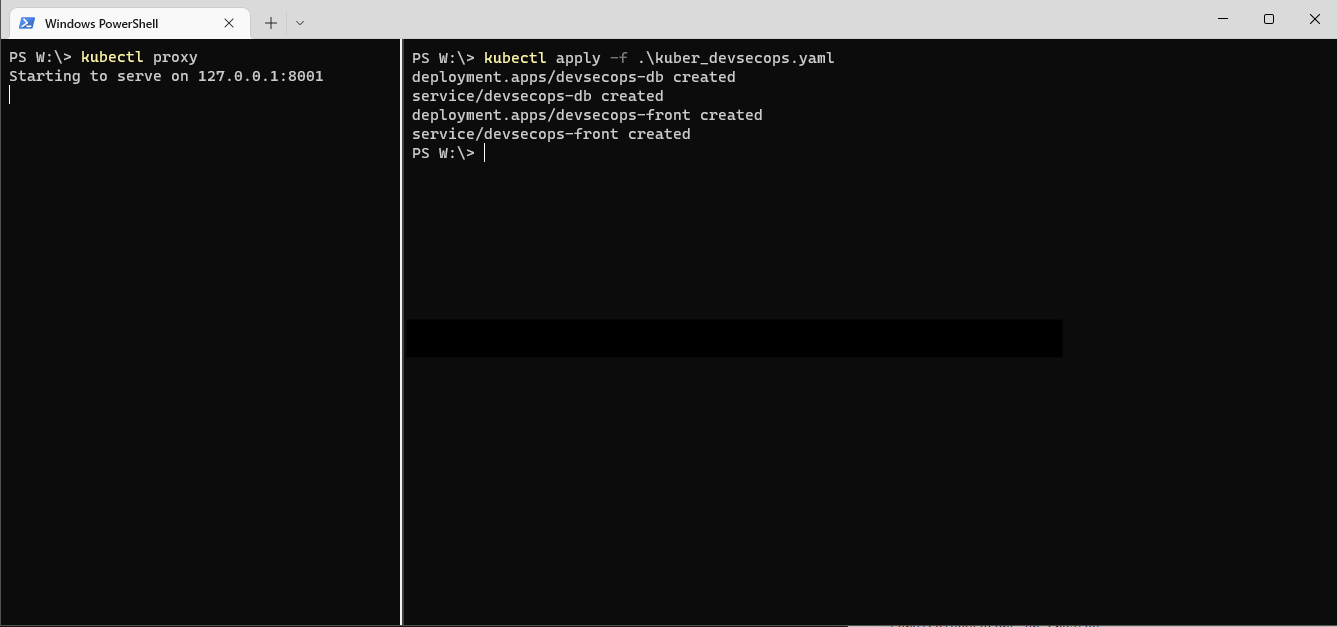 Windows PowerShell
PS W:\> kubectl proxy
Starting to serve on 127.0.0.1:8001
PS W:\> kubectl apply -f .\kuber_devsecops.yaml
deployment.apps/devsecops-db created
service/devsecops-db created
deployment.apps/devsecops-front created
service/devsecops-front created
PS W:\>